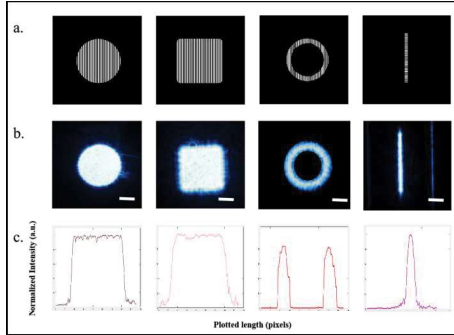 a.
b.
c.
Normalized Intensity (a.u.)
Plotted length (pixels)